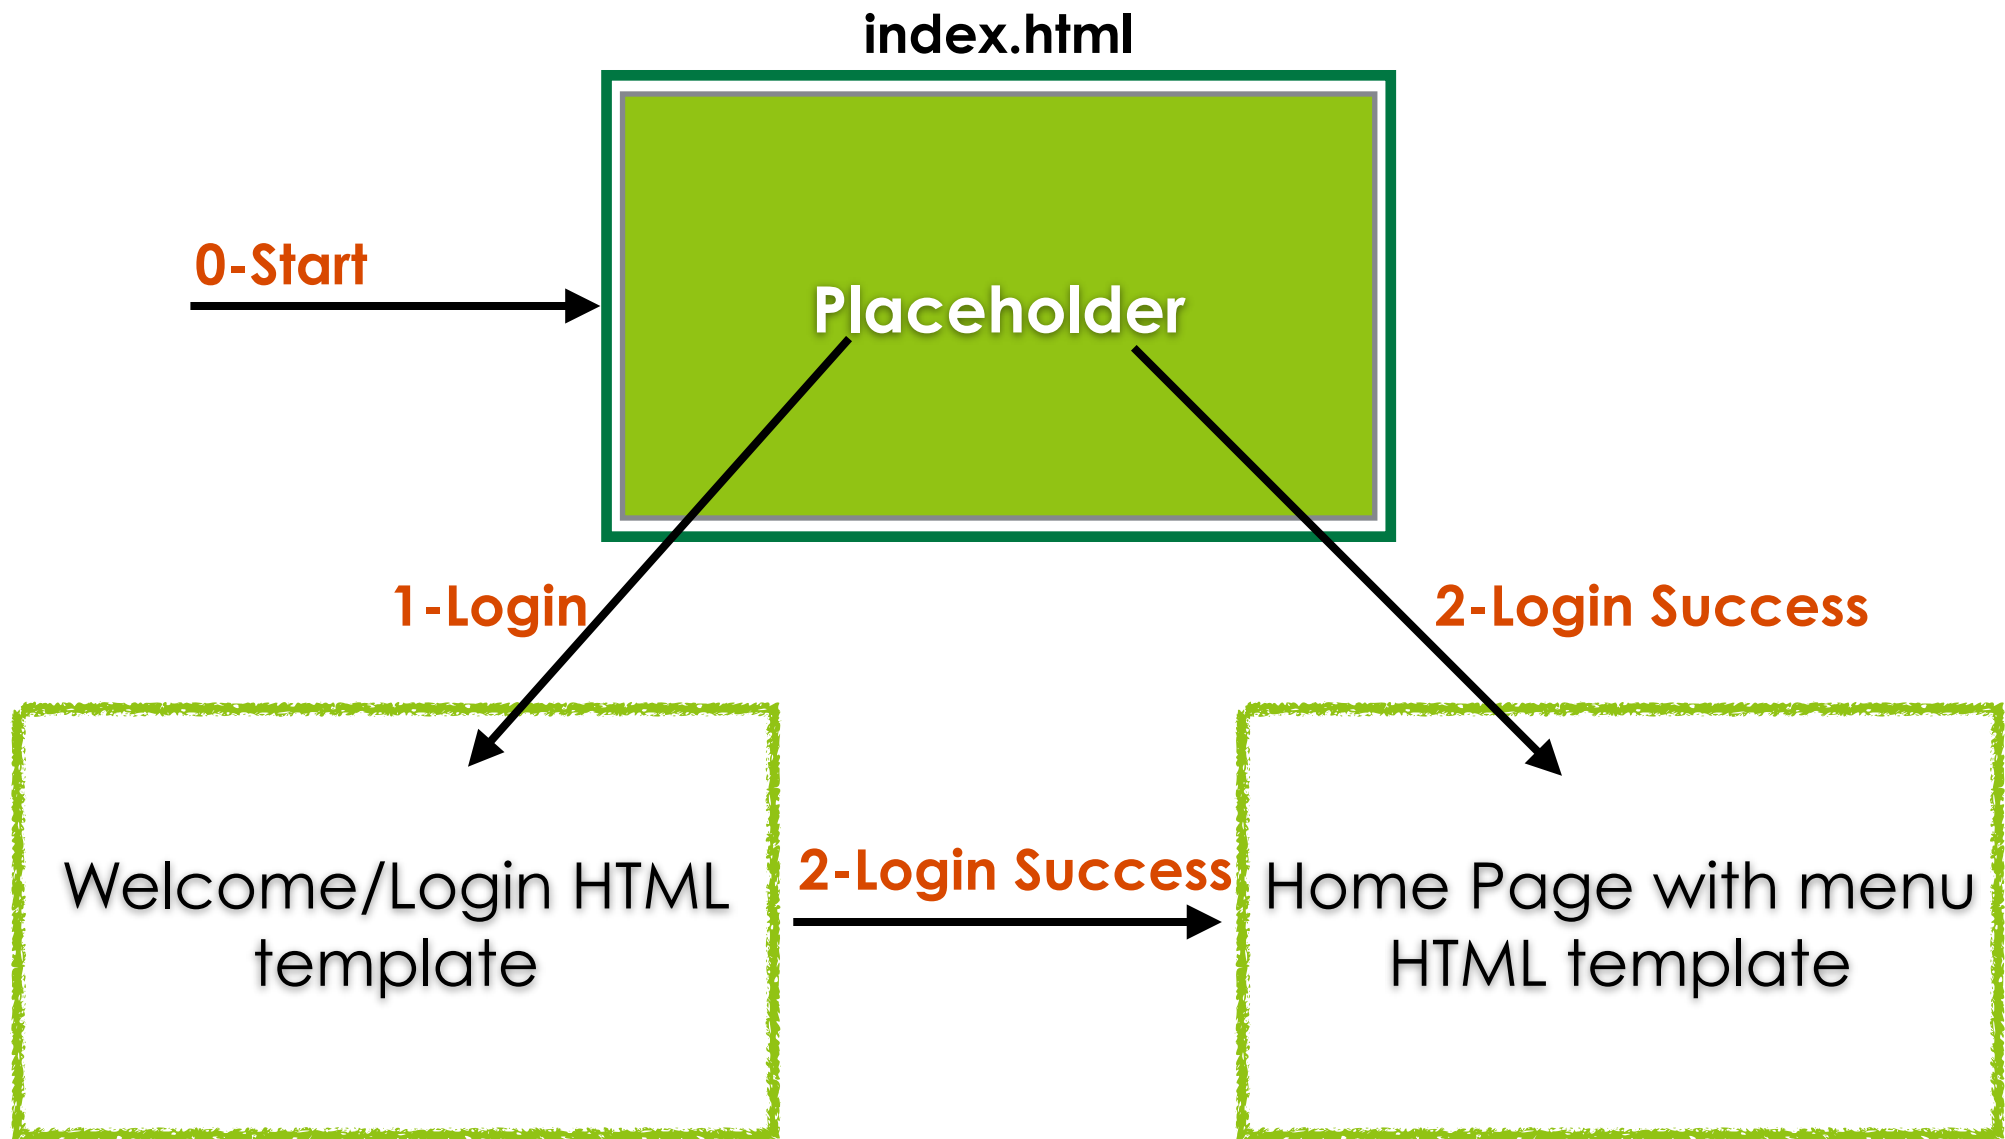 index.html
0-Start
Placeholder
1-Login
2-Login Success
2-Login Success
Welcome/Login HTML
template
Home Page with menu
HTML template